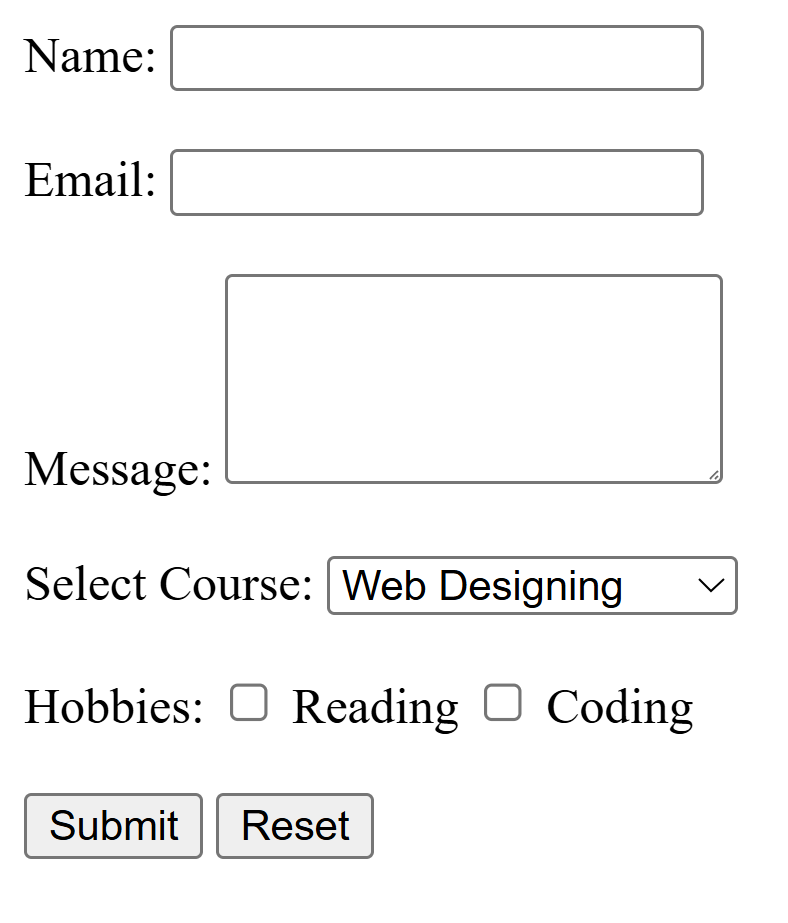 Name:
Email:
Message:
Select Course: Web Designing
Hobbies: Reading Coding
Submit Reset